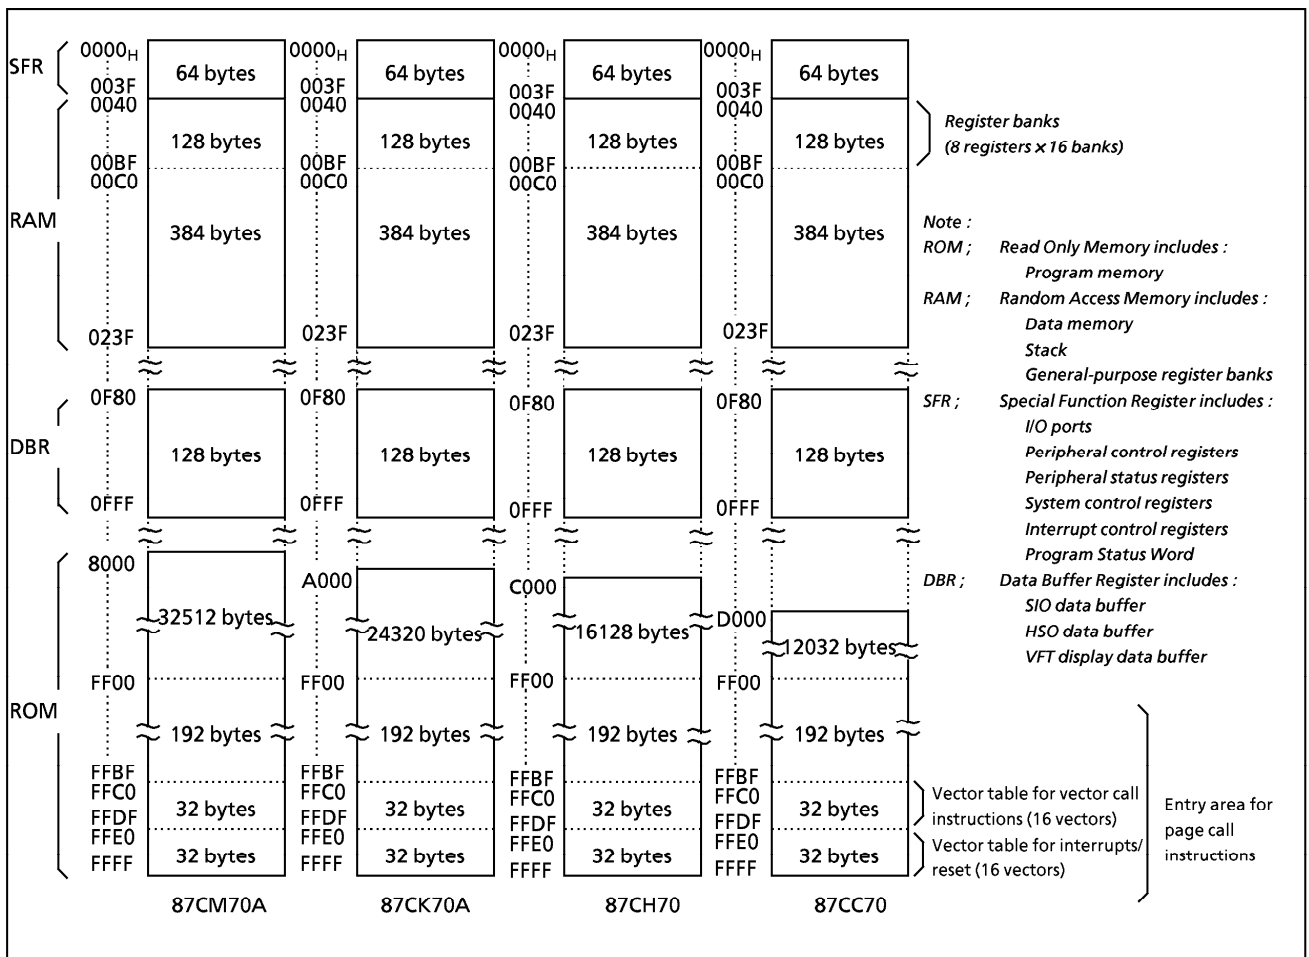 SFR
RAM
DBR
ROM
0000H
003F
0040
00BF
00C0
023F
0F80
0FFF
8000
FF00
FFBF
FFC0
FFDF
FFE0
FFFF
64 bytes
128 bytes
384 bytes
128 bytes
32512 bytes
192 bytes
32 bytes
32 bytes
87CM70A
0000H
003F
0040
00BF
00C0
023F
0F80
0FFF
A000
FF00
FFBF
FFC0
FFDF
FFE0
FFFF
64 bytes
128 bytes
384 bytes
128 bytes
24320 bytes
192 bytes
32 bytes
32 bytes
87CK70A
0000H
003F
0040
00BF
00C0
023F
0F80
0FFF
C000
FF00
FFBF
FFC0
FFDF
FFE0
FFFF
64 bytes
128 bytes
384 bytes
128 bytes
16128 bytes
192 bytes
32 bytes
32 bytes
87CH70
0000H
003F
0040
00BF
00C0
023F
0F80
0FFF
D000
FF00
FFBF
FFC0
FFDF
FFE0
FFFF
64 bytes
128 bytes
384 bytes
128 bytes
12032 bytes
192 bytes
32 bytes
32 bytes
87CC70
Register banks
(8 registers × 16 banks)
Note :
ROM ; Read Only Memory includes :
Program memory
RAM ; Random Access Memory includes :
Data memory
Stack
General-purpose register banks
SFR ; Special Function Register includes :
I/O ports
Peripheral control registers
Peripheral status registers
System control registers
Interrupt control registers
Program Status Word
DBR ; Data Buffer Register includes :
SIO data buffer
HSO data buffer
VFT display data buffer
Vector table for vector call
instructions (16 vectors)
Vector table for interrupts/
reset (16 vectors)
Entry area for
page call
instructions